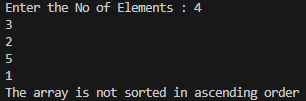 Enter the No of Elements : 4
3
2
5
1
The array is not sorted in ascending order